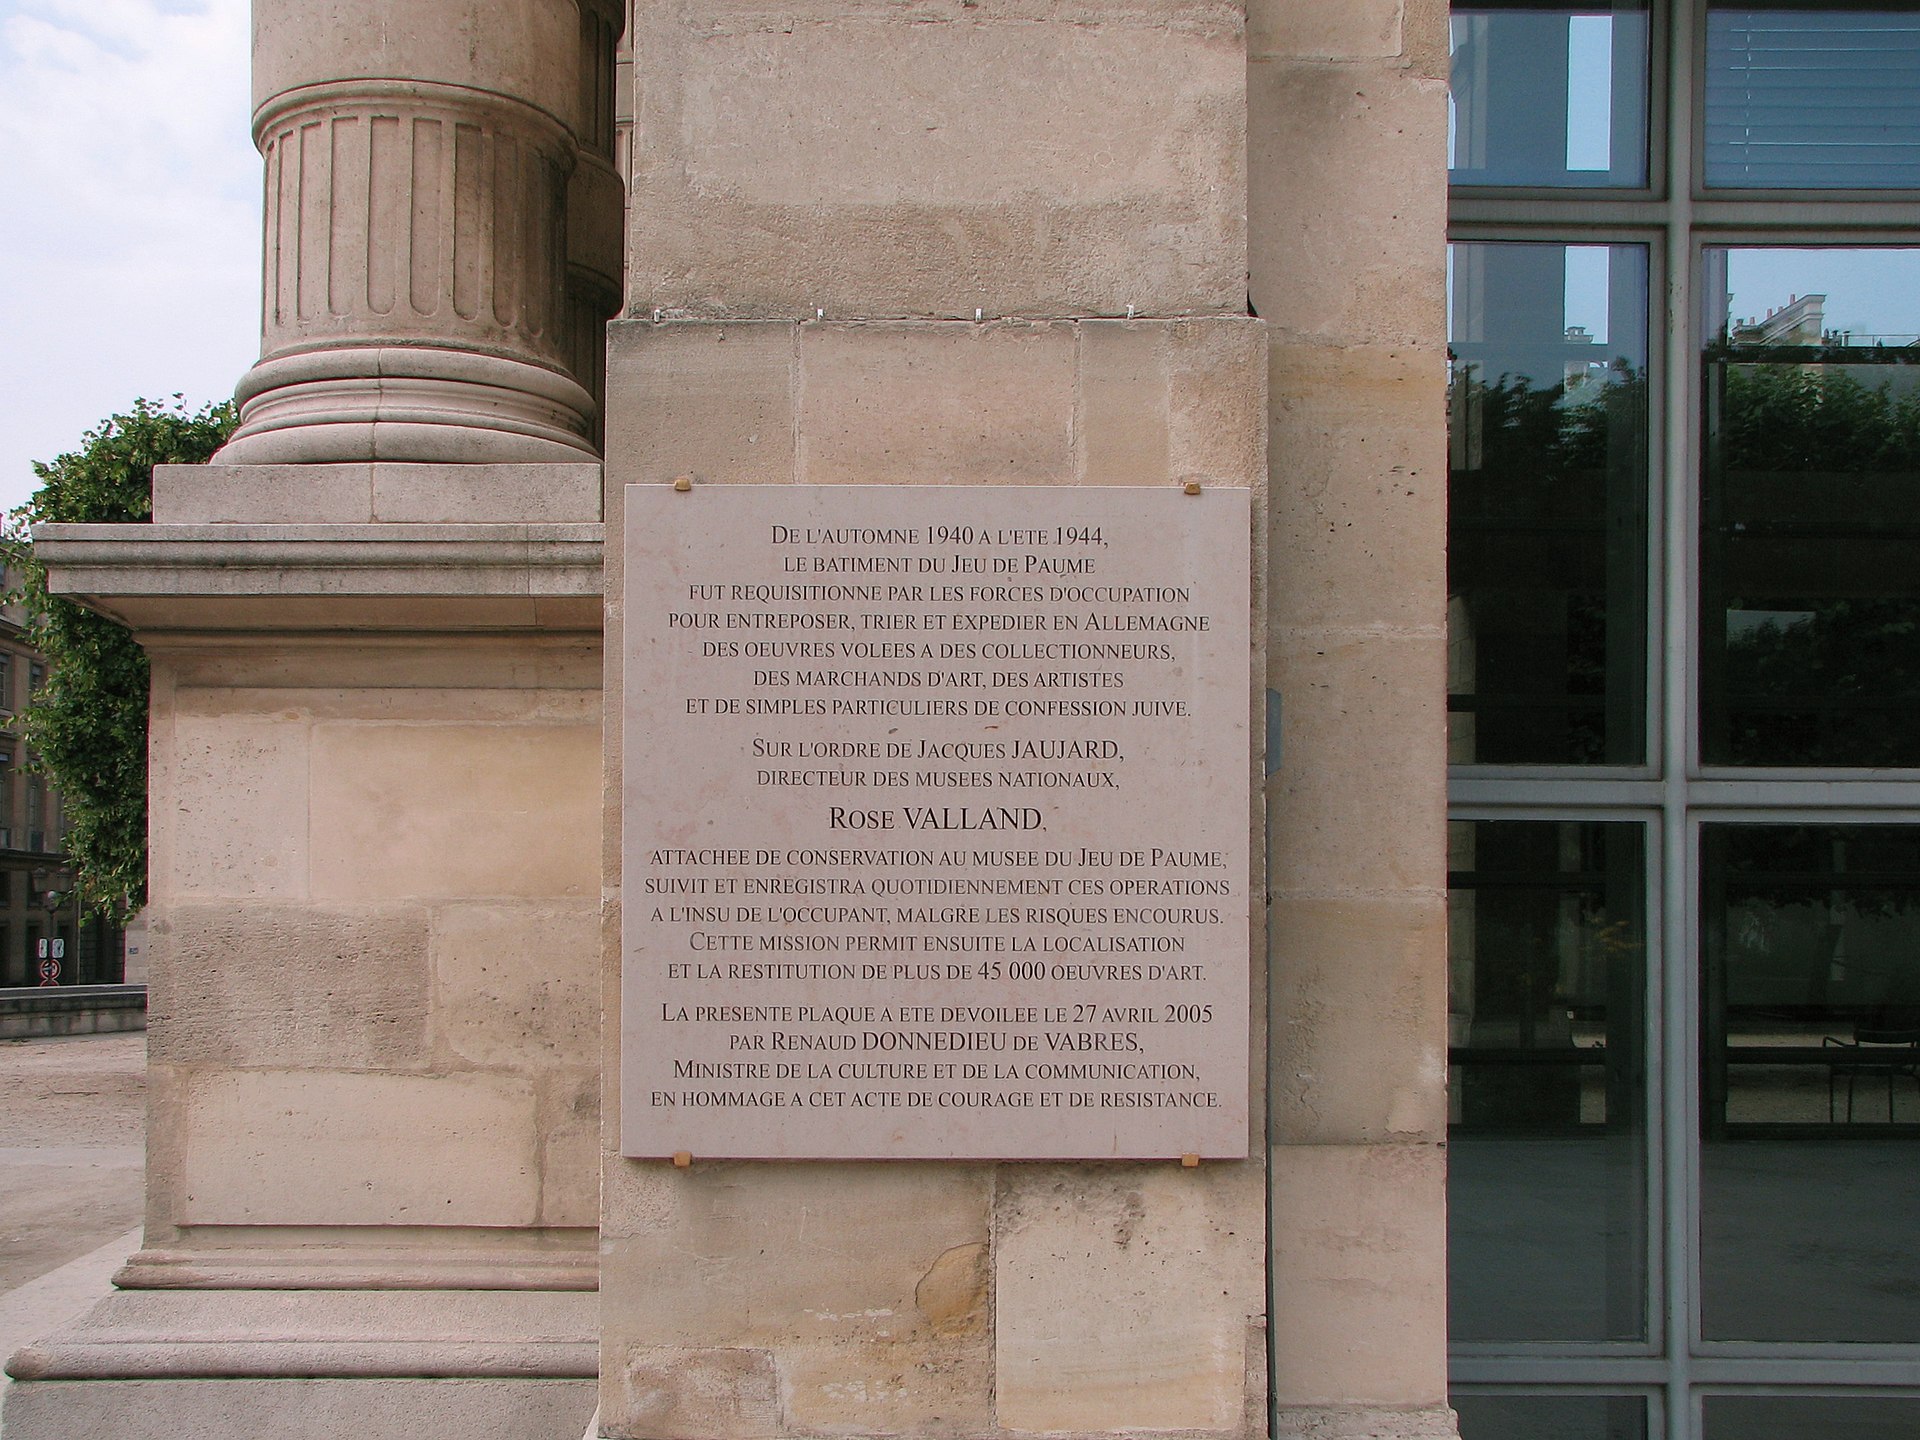 DE L'AUTOMNE 1940 A L'ETE 1944,
LE BATIMENT DU JEU DE PAUME
FUT REQUISITIONNE PAR LES FORCES D'OCCUPATION
POUR ENTREPOSER, TRIER ET EXPEDIER EN ALLEMAGNE
DES OEUVRES VOLEES A DES COLLECTIONNEURS,
DES MARCHANDS D'ART, DES ARTISTES
ET DE SIMPLES PARTICULIERS DE CONFESSION JUIVE.
SUR L'ORDRE DE JACQUES JAUJARD,
DIRECTEUR DES MUSEES NATIONAUX,
ROSE VALLAND,
ATTACHEE DE CONSERVATION AU MUSEE DU JEU DE PAUME,
SUIVIT ET ENREGISTRA QUOTIDIENNEMENT CES OPERATIONS
A L'INSU DE L'OCCUPANT, MALGRE LES RISQUES ENCOURUS.
CETTE MISSION PERMIT ENSUITE LA LOCALISATION
ET LA RESTITUTION DE PLUS DE 45 000 OEUVRES D'ART.
LA PRESENTE PLAQUE A ETE DEVOILEE LE 27 AVRIL 2005
PAR RENAUD DONNEDIEU DE VABRES,
MINISTRE DE LA CULTURE ET DE LA COMMUNICATION,
EN HOMMAGE A CET ACTE DE COURAGE ET DE RESISTANCE.